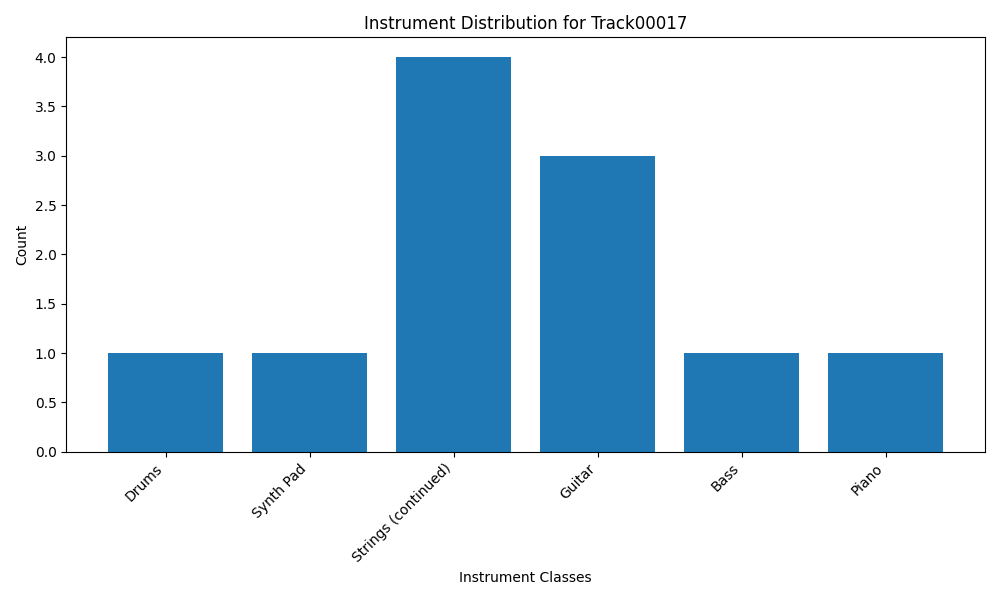 Instrument Distribution for Track00017
Count
4.0
3.5
3.0
2.5
2.0
1.5
1.0
0.5
0.0
Drums
Synth Pad
Strings (continued)
Guitar
Bass
Piano
Instrument Classes